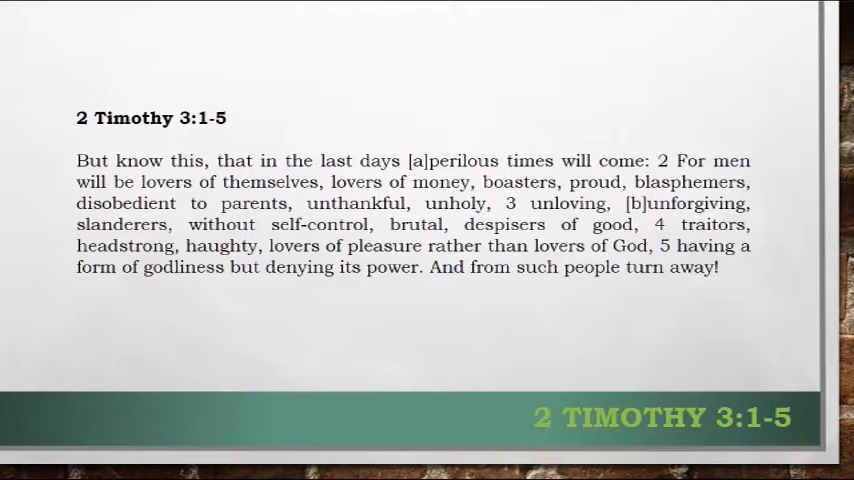 2 Timothy 3:1-5
But know this, that in the last days [a]perilous times will come: 2 For men
will be lovers of themselves, lovers of money, boasters, proud, blasphemers,
disobedient to parents, unthankful, unholy, 3 unloving, [b]unforgiving,
slanderers, without self-control, brutal, despisers of good, 4 traitors,
headstrong, haughty, lovers of pleasure rather than lovers of God, 5 having a
form of godliness but denying its power. And from such people turn away!
2 TIMOTHY 3:1-5